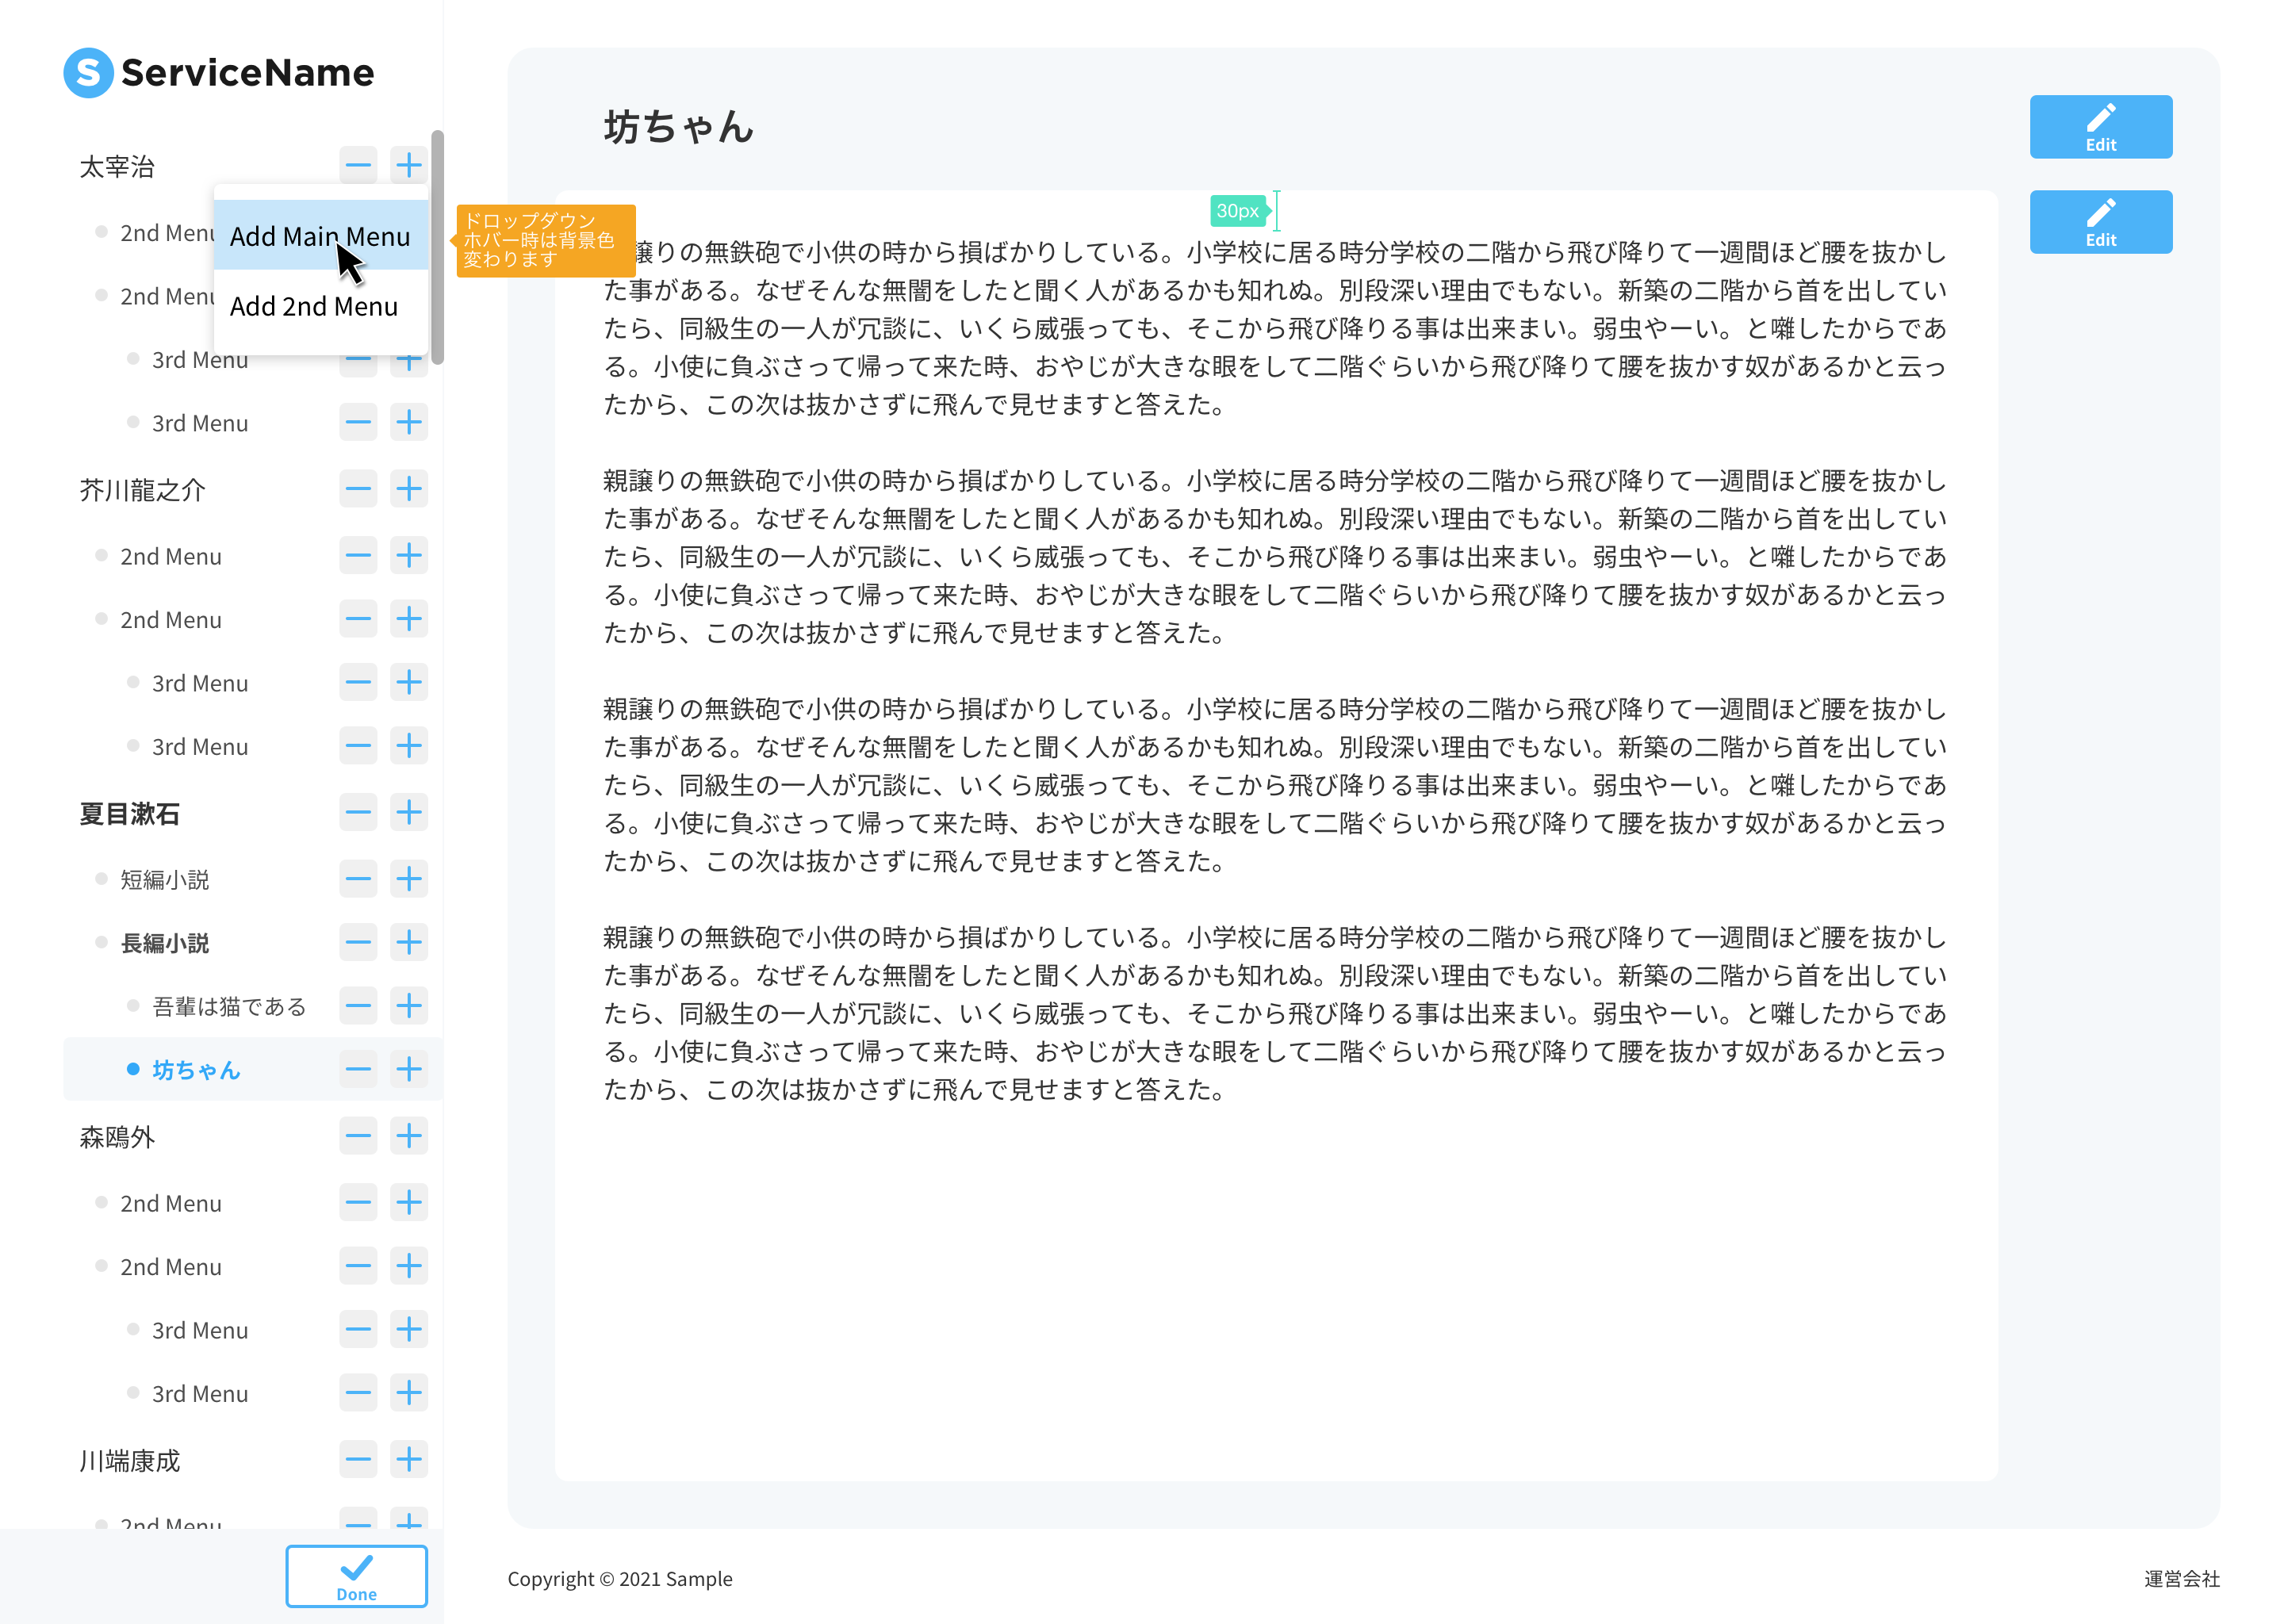 S ServiceName
太宰治
2nd Menu
2nd Menu
Add Main Menu
Add 2nd Menu
3rd Menu
3rd Menu
芥川龍之介
2nd Menu
2nd Menu
3rd Menu
3rd Menu
夏目漱石
短編小説
長編小説
吾輩は猫である
坊ちゃん
森鴎外
2nd Menu
2nd Menu
3rd Menu
3rd Menu
川端康成
2nd Menu
Done
ドロップダウン
ホバー時は背景色
変わります
坊ちゃん
Edit
Edit
30px
譲りの無鉄砲で小供の時から損ばかりしている。小学校に居る時分学校の二階から飛び降りて一週間ほど腰を抜かし
た事がある。なぜそんな無闇をしたと聞く人があるかも知れぬ。別段深い理由でもない。新築の二階から首を出してい
たら、同級生の一人が冗談に、いくら威張っても、そこから飛び降りる事は出来まい。弱虫やーい。と囃したからであ
る。小使に負ぶさって帰って来た時、おやじが大きな眼をして二階ぐらいから飛び降りて腰を抜かす奴があるかと云っ
たから、この次は抜かさずに飛んで見せますと答えた。
親譲りの無鉄砲で小供の時から損ばかりしている。小学校に居る時分学校の二階から飛び降りて一週間ほど腰を抜かし
た事がある。なぜそんな無闇をしたと聞く人があるかも知れぬ。別段深い理由でもない。新築の二階から首を出してい
たら、同級生の一人が冗談に、いくら威張っても、そこから飛び降りる事は出来まい。弱虫やーい。と囃したからであ
る。小使に負ぶさって帰って来た時、おやじが大きな眼をして二階ぐらいから飛び降りて腰を抜かす奴があるかと云っ
たから、この次は抜かさずに飛んで見せますと答えた。
親譲りの無鉄砲で小供の時から損ばかりしている。小学校に居る時分学校の二階から飛び降りて一週間ほど腰を抜かし
た事がある。なぜそんな無闇をしたと聞く人があるかも知れぬ。別段深い理由でもない。新築の二階から首を出してい
たら、同級生の一人が冗談に、いくら威張っても、そこから飛び降りる事は出来まい。弱虫やーい。と囃したからであ
る。小使に負ぶさって帰って来た時、おやじが大きな眼をして二階ぐらいから飛び降りて腰を抜かす奴があるかと云っ
たから、この次は抜かさずに飛んで見せますと答えた。
親譲りの無鉄砲で小供の時から損ばかりしている。小学校に居る時分学校の二階から飛び降りて一週間ほど腰を抜かし
た事がある。なぜそんな無闇をしたと聞く人があるかも知れぬ。別段深い理由でもない。新築の二階から首を出してい
たら、同級生の一人が冗談に、いくら威張っても、そこから飛び降りる事は出来まい。弱虫やーい。と囃したからであ
る。小使に負ぶさって帰って来た時、おやじが大きな眼をして二階ぐらいから飛び降りて腰を抜かす奴があるかと云っ
たから、この次は抜かさずに飛んで見せますと答えた。
Copyright © 2021 Sample
運営会社